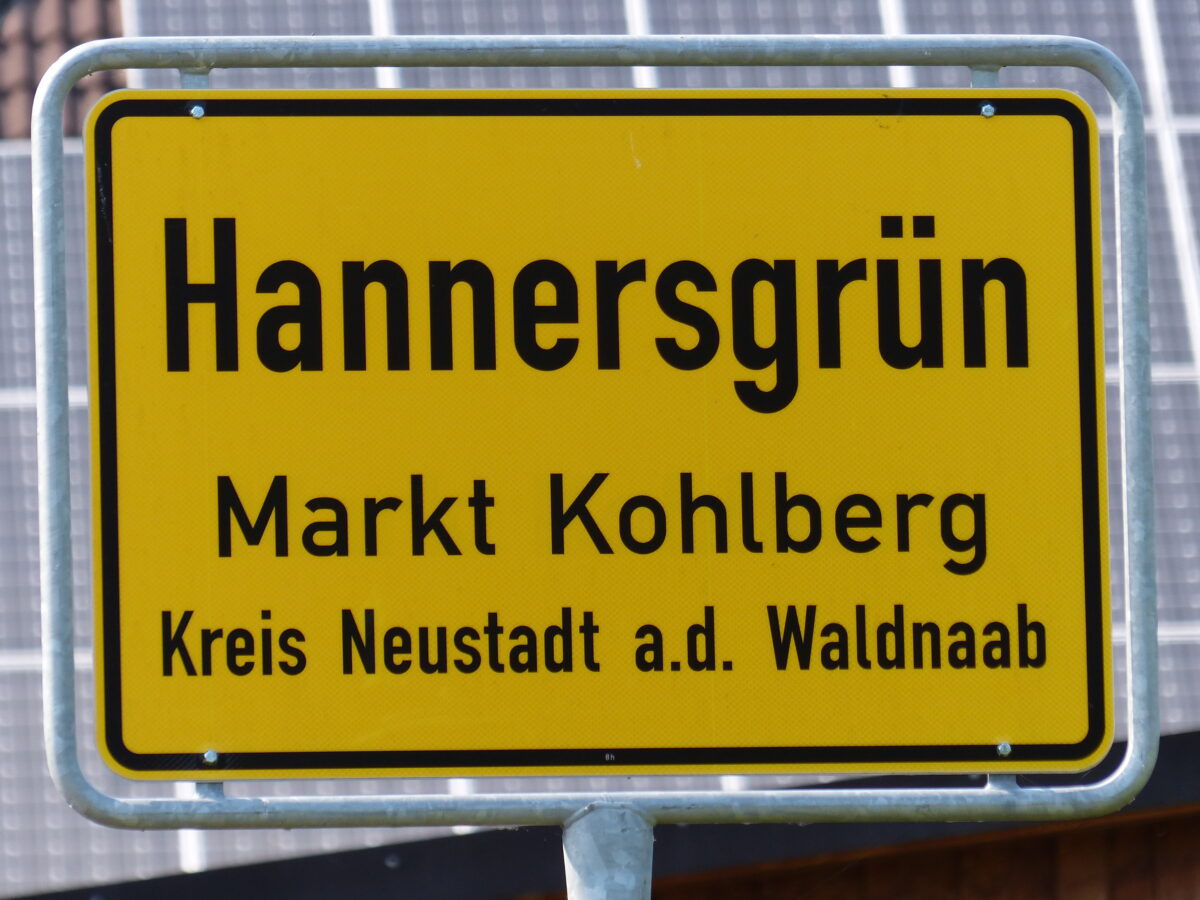 Hannersgrün
Markt Kohlberg
Kreis Neustadt a.d. Waldnaab